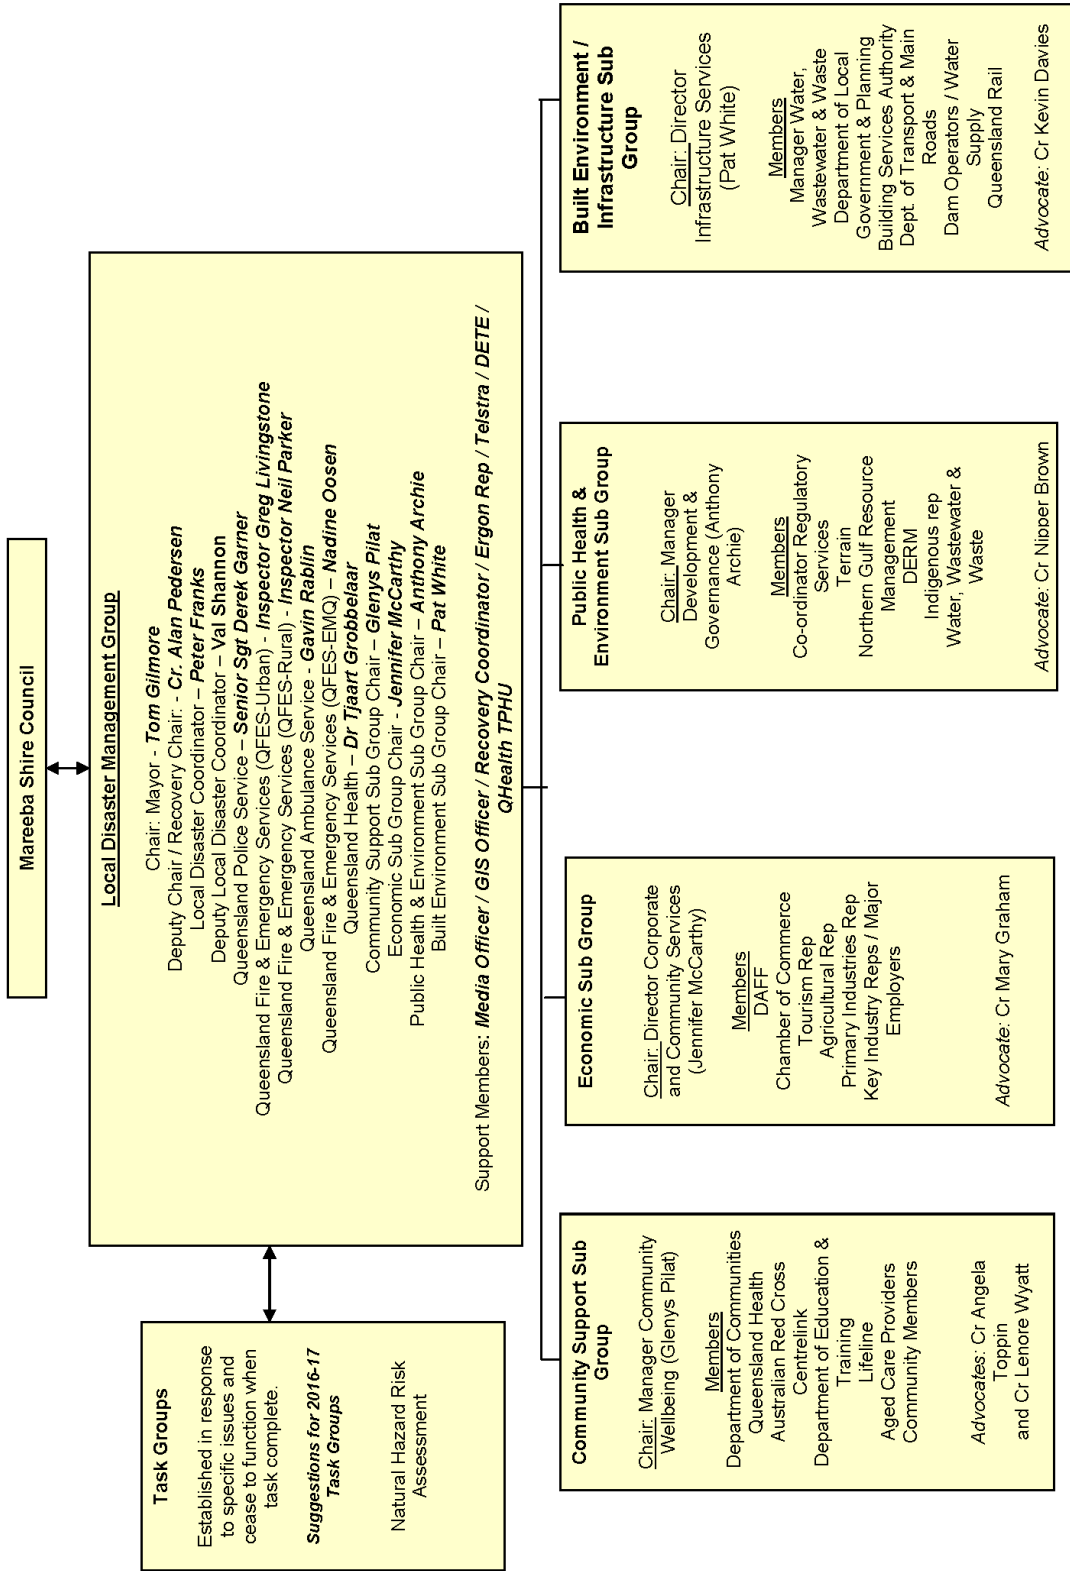 Mareeba Shire Council
Local Disaster Management Group
Chair: Mayor - Tom Gilmore
Deputy Chair / Recovery Chair: - Cr. Alan Pedersen
Local Disaster Coordinator – Peter Franks
Deputy Local Disaster Coordinator – Val Shannon
Queensland Police Service – Senior Sgt Derek Garner
Queensland Fire & Emergency Services (QFES-Urban) - Inspector Greg Livingstone
Queensland Fire & Emergency Services (QFES-Rural) - Inspector Neil Parker
Queensland Ambulance Service - Gavin Rablin
Queensland Fire & Emergency Services (QFES-EMQ) – Nadine Oosen
Queensland Health – Dr Tjaart Grobbelaar
Community Support Sub Group Chair – Glenys Pilat
Economic Sub Group Chair - Jennifer McCarthy
Public Health & Environment Sub Group Chair – Anthony Archie
Built Environment Sub Group Chair – Pat White
Support Members: Media Officer / GIS Officer / Recovery Coordinator / Ergon Rep / Telstra / DETE /
QHealth TPHU
Task Groups
Established in response
to specific issues and
cease to function when
task complete.
Suggestions for 2016-17
Task Groups
Natural Hazard Risk
Assessment
Community Support Sub
Group
Chair: Manager Community
Wellbeing (Glenys Pilat)
Members
Department of Communities
Queensland Health
Australian Red Cross
Centrelink
Department of Education &
Training
Lifeline
Aged Care Providers
Community Members
Advocates: Cr Angela
Toppin
and Cr Lenore Wyatt
Economic Sub Group
Chair: Director Corporate
and Community Services
(Jennifer McCarthy)
Members
DAFF
Chamber of Commerce
Tourism Rep
Agricultural Rep
Primary Industries Rep
Key Industry Reps / Major
Employers
Advocate: Cr Mary Graham
Public Health &
Environment Sub Group
Chair: Manager
Development &
Governance (Anthony
Archie)
Members
Co-ordinator Regulatory
Services
Terrain
Northern Gulf Resource
Management
DERM
Indigenous rep
Water, Wastewater &
Waste
Advocate: Cr Nipper Brown
Built Environment /
Infrastructure Sub
Group
Chair: Director
Infrastructure Services
(Pat White)
Members
Manager Water,
Wastewater & Waste
Department of Local
Government & Planning
Building Services Authority
Dept. of Transport & Main
Roads
Dam Operators / Water
Supply
Queensland Rail
Advocate: Cr Kevin Davies